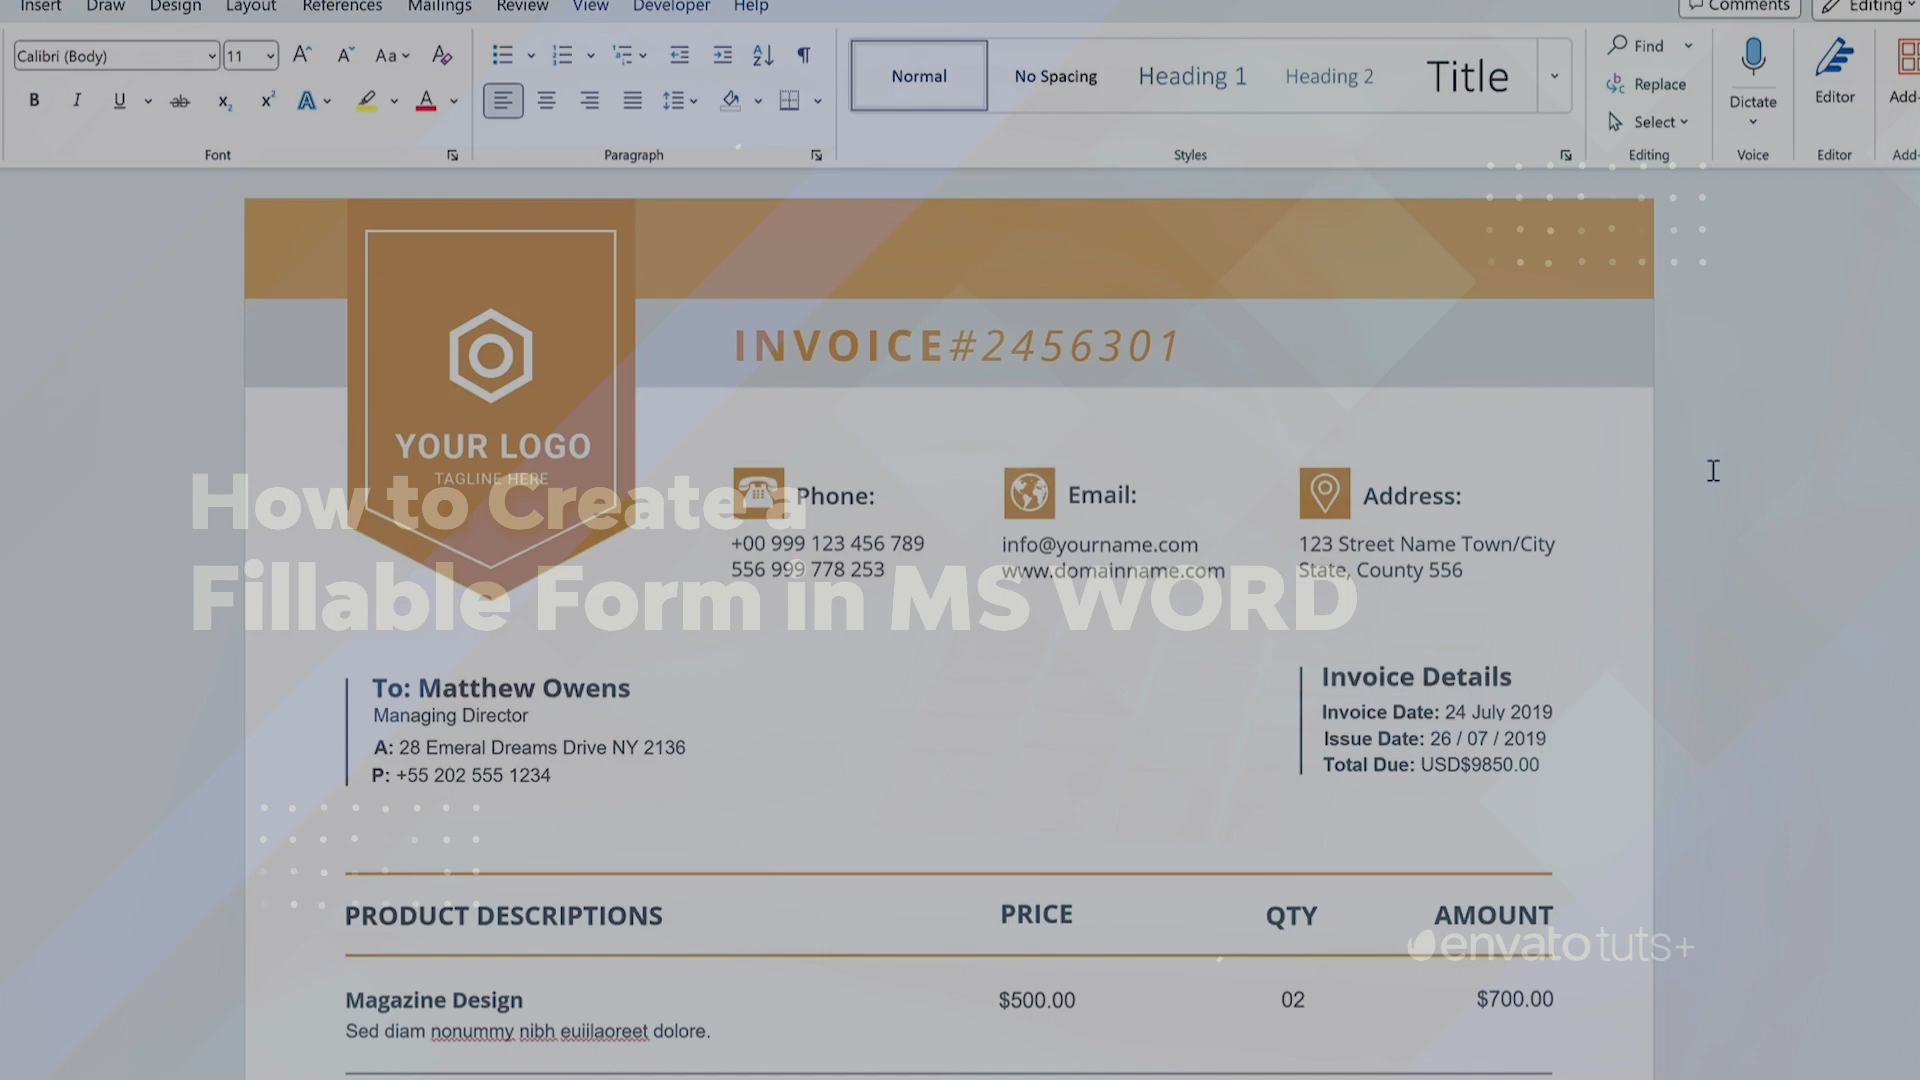 Insert Draw Design Layout References Mailings Review View Developer Help Comments Editing
Calibri (Body) 11 Aa Normal No Spacing Heading 1 Heading 2 Title Find
Replace
Select
Dictate Editor Add-
Font Paragraph Styles Editing Voice Editor Add-
INVOICE#2456301
YOUR LOGO
TAGLINE HERE
How to Create a
Fillable Form in MS WORD
Phone: Email: Address:
+00 999 123 456 789 info@yourname.com 123 Street Name Town/City
556 999 778 253 www.domainname.com State, County 556
To: Matthew Owens
Managing Director
A: 28 Emeral Dreams Drive NY 2136
P: +55 202 555 1234
Invoice Details
Invoice Date: 24 July 2019
Issue Date: 26 / 07 / 2019
Total Due: USD$9850.00
PRODUCT DESCRIPTIONS PRICE QTY AMOUNT
envato tuts+
Magazine Design $500.00 02 $700.00
Sed diam nonummy nibh euiilaoreet dolore.